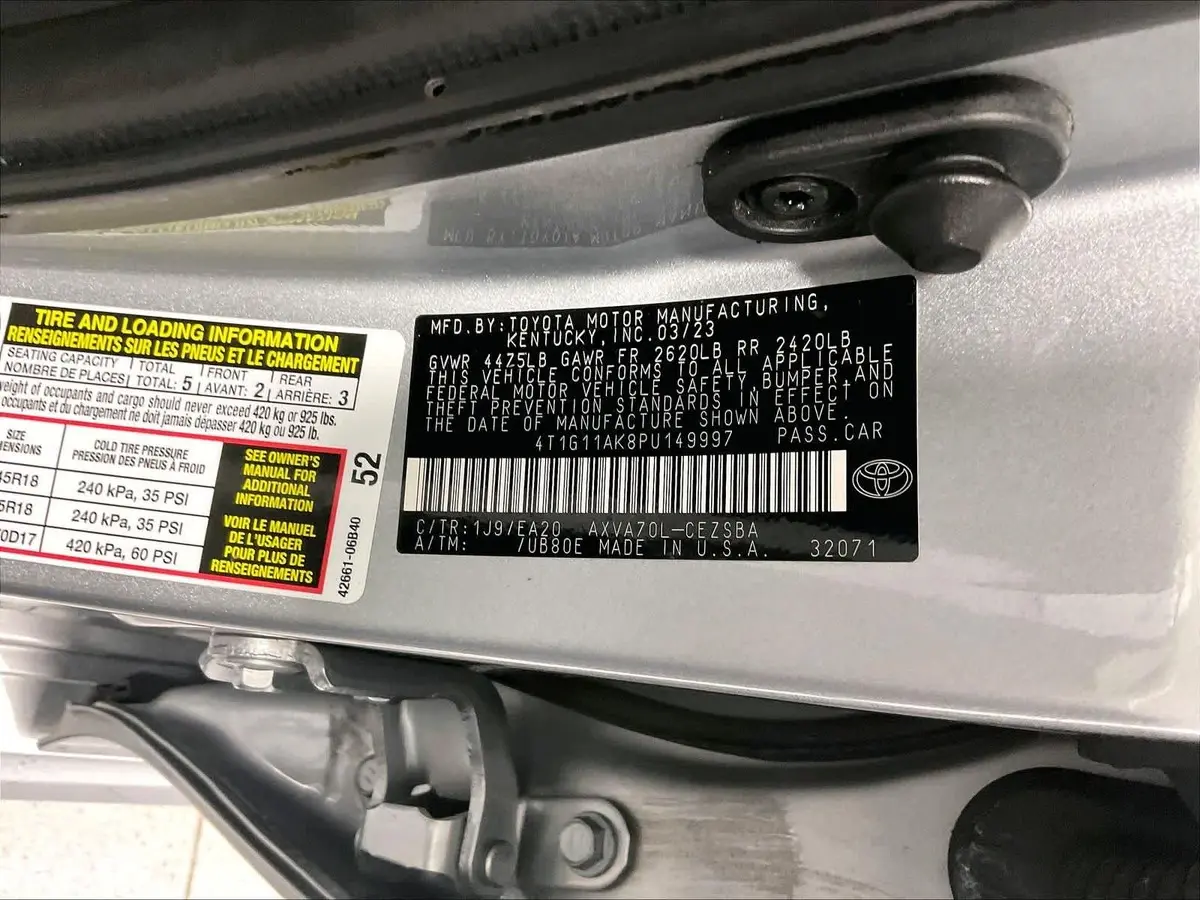 TIRE AND LOADING INFORMATION
RENSEIGNEMENTS SUR LES PNEUS ET LE CHARGEMENT
SEATING CAPACITY TOTAL FRONT REAR
NOMBRE DE PLACES TOTAL: 5 AVANT: 2 ARRIÈRE: 3
weight of occupants and cargo should never exceed 420 kg or 925 lbs.
occupants et du chargement ne doit jamais dépasser 420 kg ou 925 lb.
SIZE
COLD TIRE PRESSURE
PRESSION DES PNEUS À FROID
5R18 240 kPa, 35 PSI
5R18 240 kPa, 35 PSI
0D17 420 kPa, 60 PSI
SEE OWNER'S
MANUAL FOR
ADDITIONAL
INFORMATION
VOIR LE MANUEL
DE L'USAGER
POUR PLUS DE
RENSEIGNEMENTS
52
42661-06B40
MFD.BY:TOYOTA MOTOR MANUFACTURING,
KENTUCKY,INC.03/23
GVWR 4475LB GAWR FR 2620LB RR 2420LB
THIS VEHICLE CONFORMS TO ALL APPLICABLE
FEDERAL MOTOR VEHICLE SAFETY,BUMPER AND
THEFT PREVENTION STANDARDS IN EFFECT ON
THE DATE OF MANUFACTURE SHOWN ABOVE.
4T1G11AK8PU149997 PASS.CAR
C/TR:1J9/EA20 AXVA70L-CEZSBA
A/TM: /UB80E MADE IN U.S.A. 32071